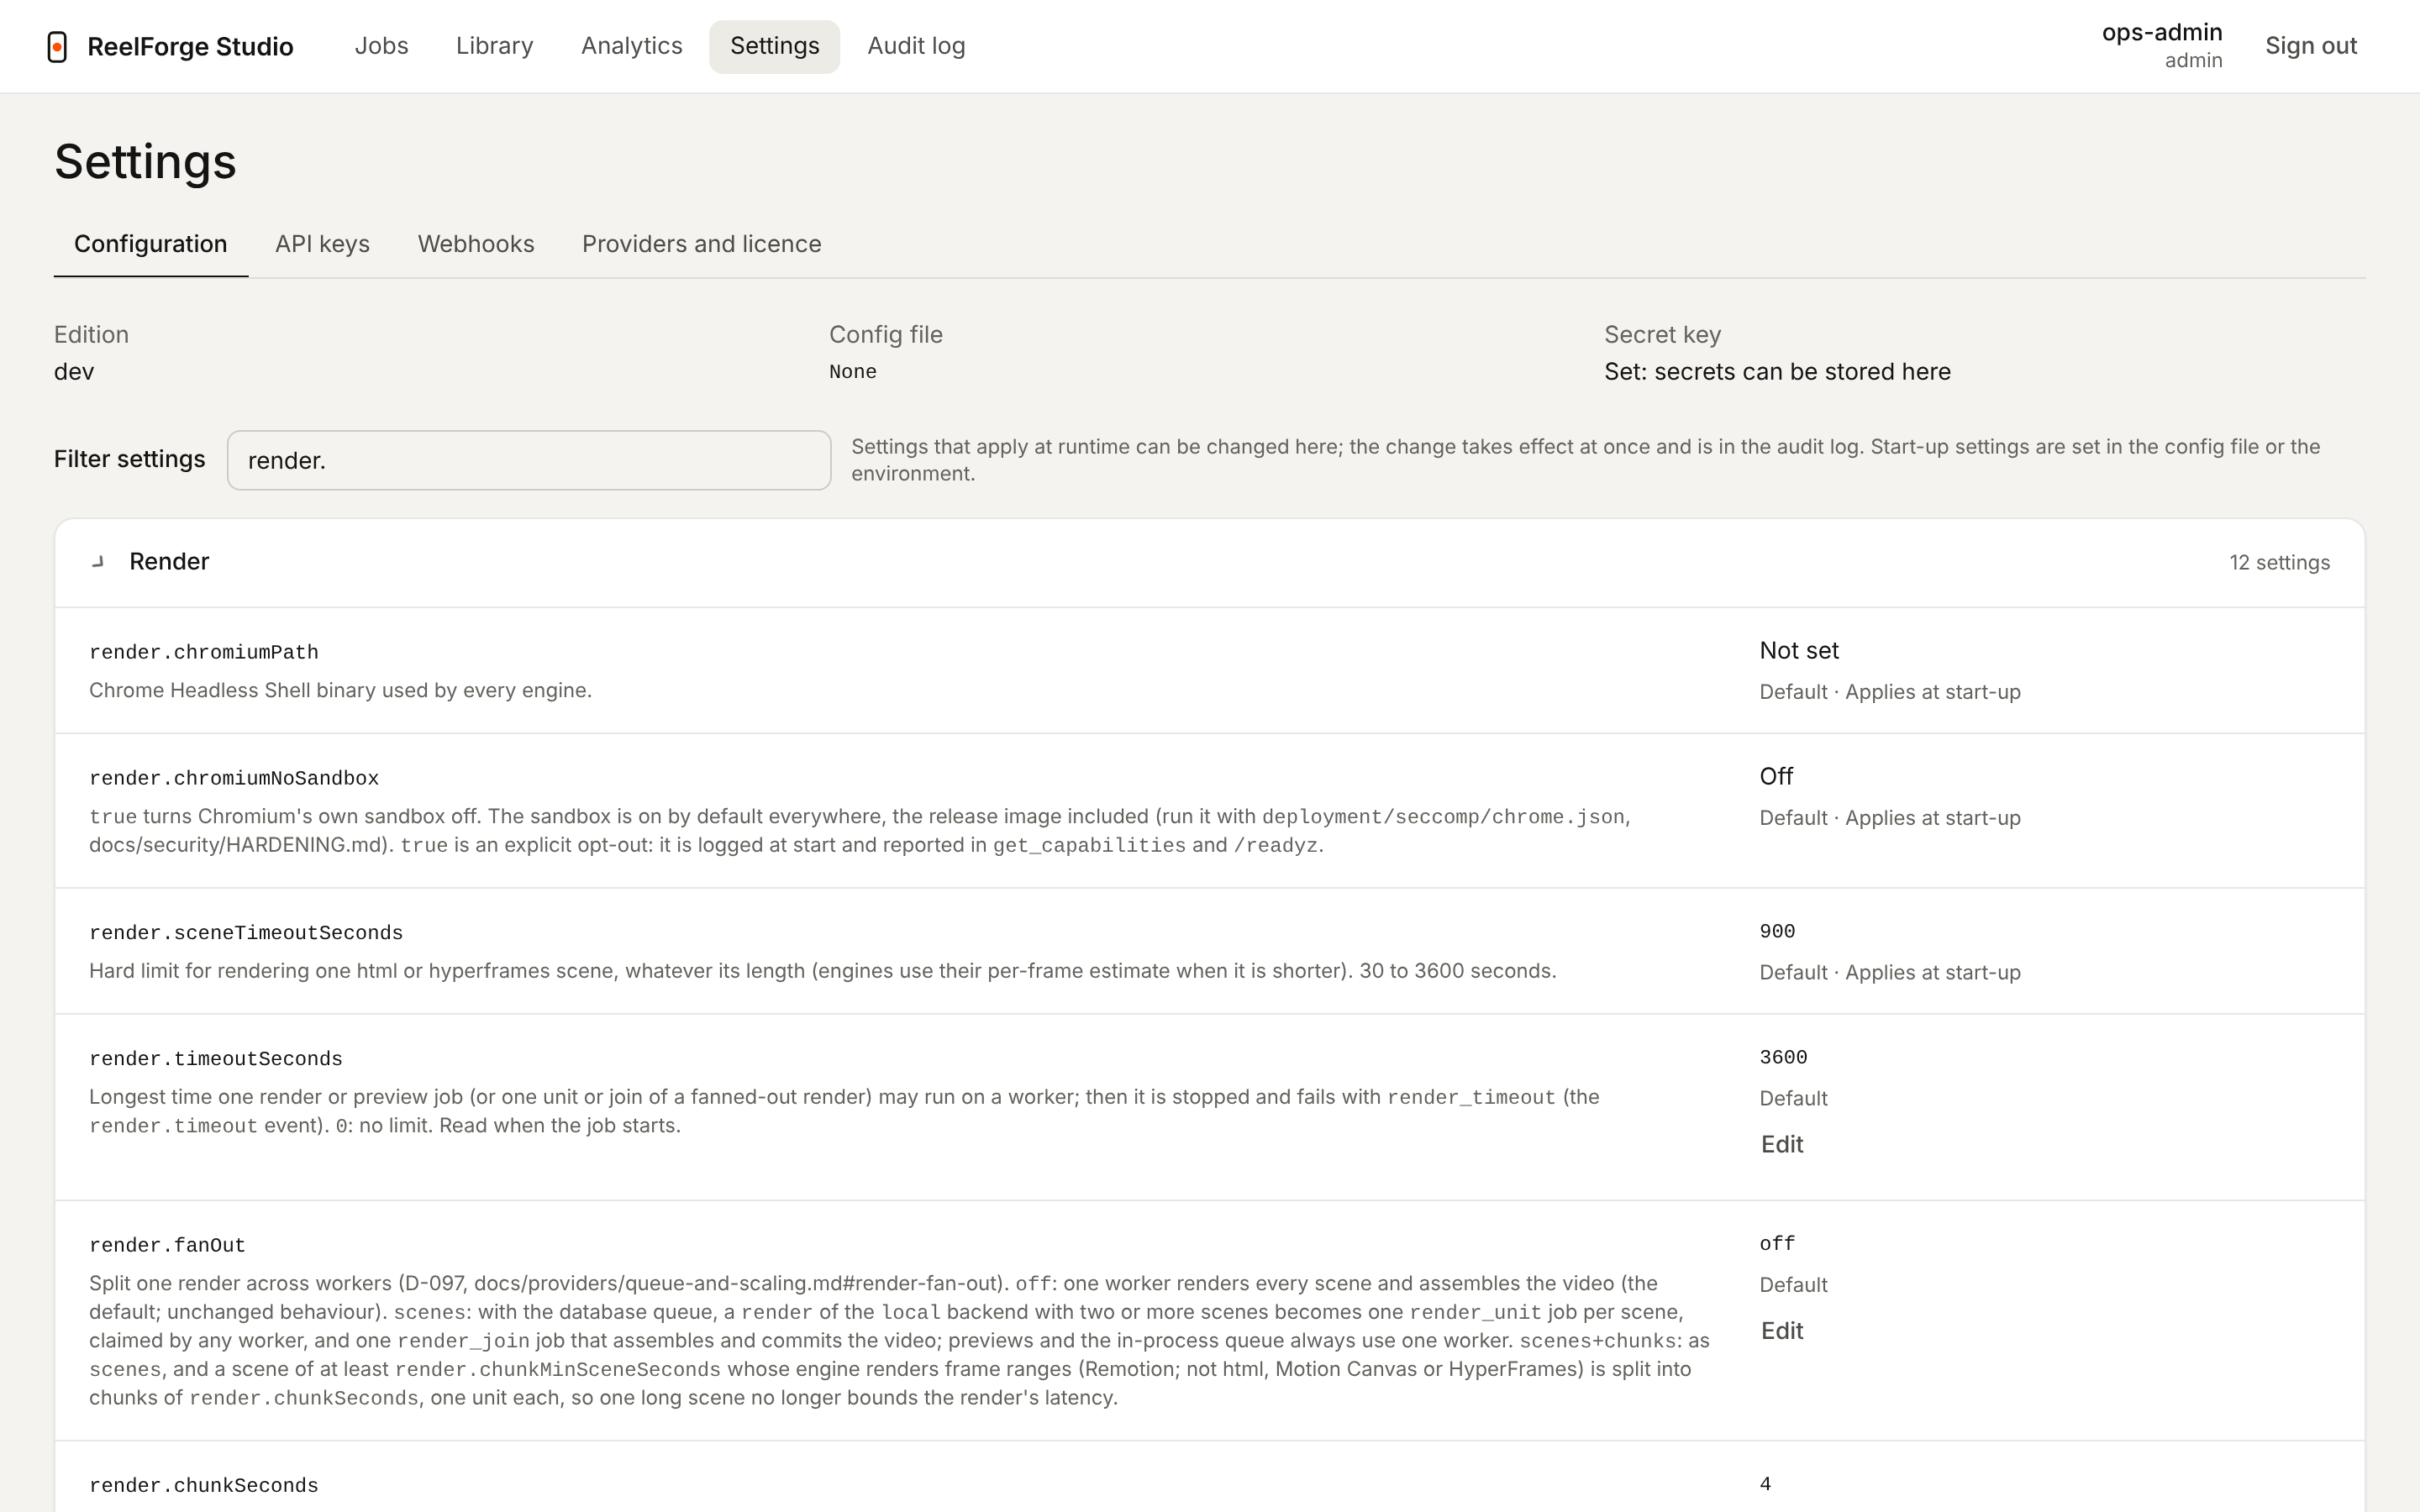 ReelForge Studio
Jobs
Library
Analytics
Settings
Audit log
ops-admin
admin
Sign out
Settings
Configuration
API keys
Webhooks
Providers and licence
Edition
dev
Config file
None
Secret key
Set: secrets can be stored here
Filter settings
render.
Settings that apply at runtime can be changed here; the change takes effect at once and is in the audit log. Start-up settings are set in the config file or the
environment.
Render
12 settings
render.chromiumPath
Chrome Headless Shell binary used by every engine.
Not set
Default · Applies at start-up
render.chromiumNoSandbox
true turns Chromium's own sandbox off. The sandbox is on by default everywhere, the release image included (run it with deployment/seccomp/chrome.json,
docs/security/HARDENING.md). true is an explicit opt-out: it is logged at start and reported in get_capabilities and /readyz.
Off
Default · Applies at start-up
render.sceneTimeoutSeconds
Hard limit for rendering one html or hyperframes scene, whatever its length (engines use their per-frame estimate when it is shorter). 30 to 3600 seconds.
900
Default · Applies at start-up
render.timeoutSeconds
Longest time one render or preview job (or one unit or join of a fanned-out render) may run on a worker; then it is stopped and fails with render_timeout (the
render.timeout event). 0: no limit. Read when the job starts.
3600
Default
Edit
render.fanOut
Split one render across workers (D-097, docs/providers/queue-and-scaling.md#render-fan-out). off: one worker renders every scene and assembles the video (the
default; unchanged behaviour). scenes: with the database queue, a render of the local backend with two or more scenes becomes one render_unit job per scene,
claimed by any worker, and one render_join job that assembles and commits the video; previews and the in-process queue always use one worker. scenes+chunks: as
scenes, and a scene of at least render.chunkMinSceneSeconds whose engine renders frame ranges (Remotion; not html, Motion Canvas or HyperFrames) is split into
chunks of render.chunkSeconds, one unit each, so one long scene no longer bounds the render's latency.
off
Default
Edit
render.chunkSeconds
4